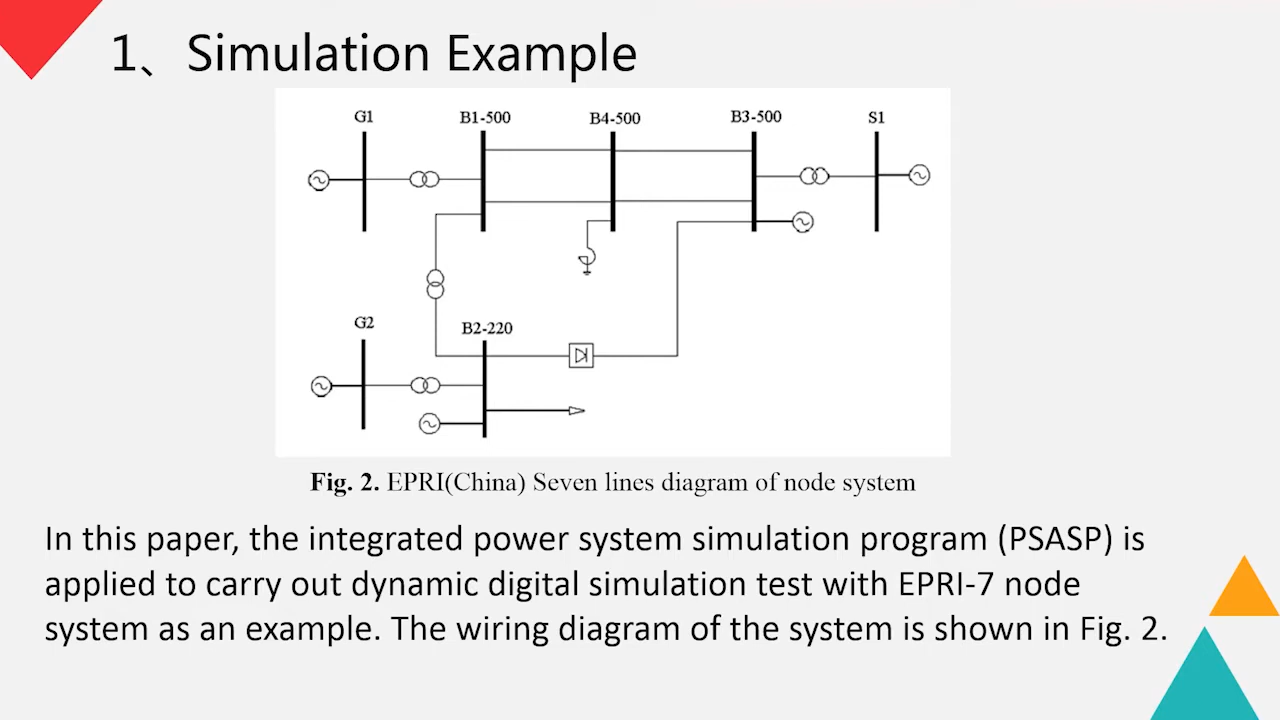 1、Simulation Example
G1 B1-500 B4-500 B3-500 S1
G2 B2-220
Fig. 2. EPRI(China) Seven lines diagram of node system
In this paper, the integrated power system simulation program (PSASP) is
applied to carry out dynamic digital simulation test with EPRI-7 node
system as an example. The wiring diagram of the system is shown in Fig. 2.